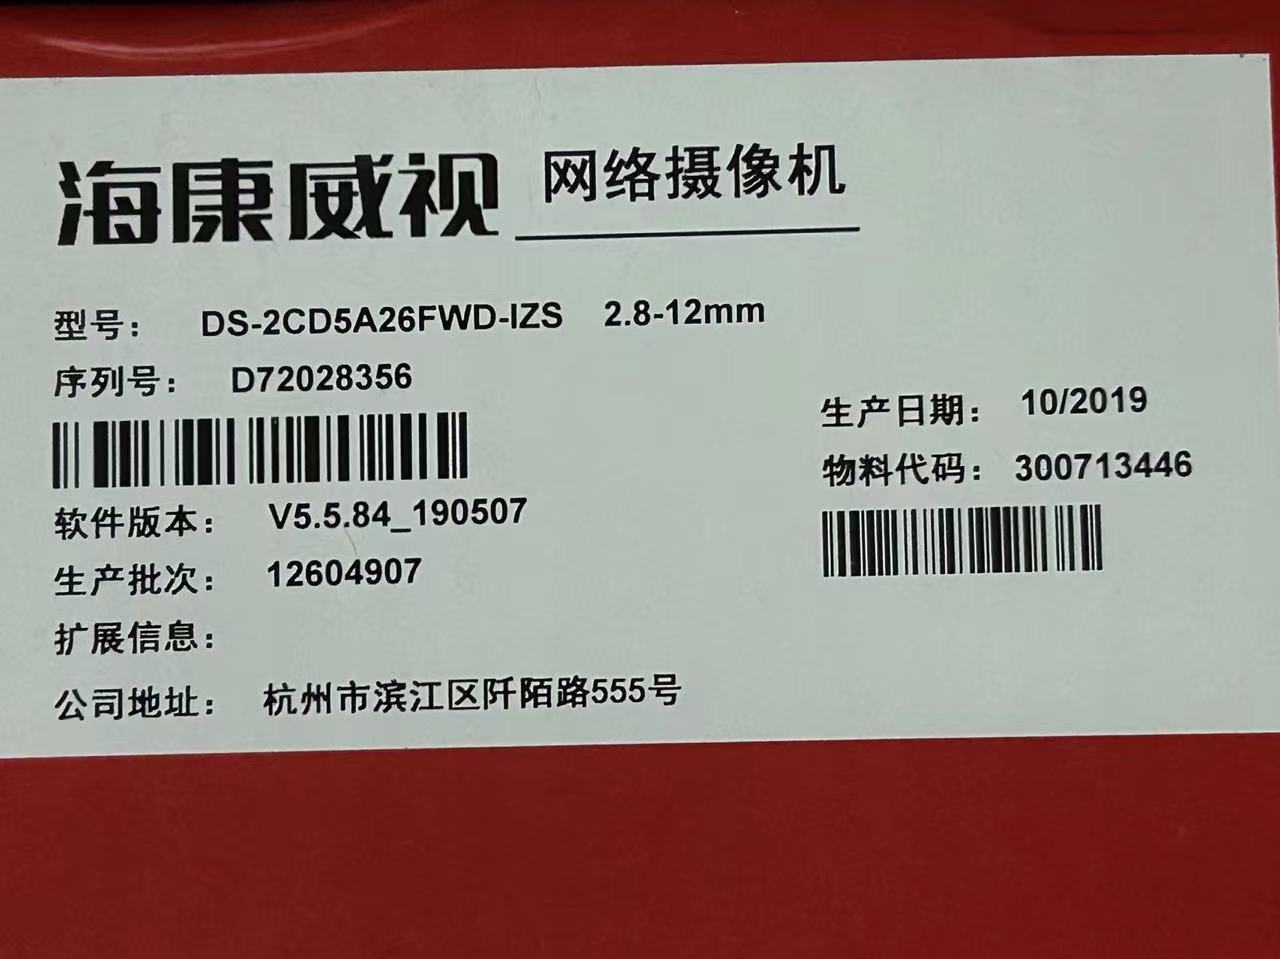 海康威视 网络摄像机
型号： DS-2CD5A26FWD-IZS 2.8-12mm
序列号： D72028356
生产日期： 10/2019
物料代码： 300713446
软件版本： V5.5.84_190507
生产批次： 12604907
扩展信息：
公司地址： 杭州市滨江区阡陌路555号